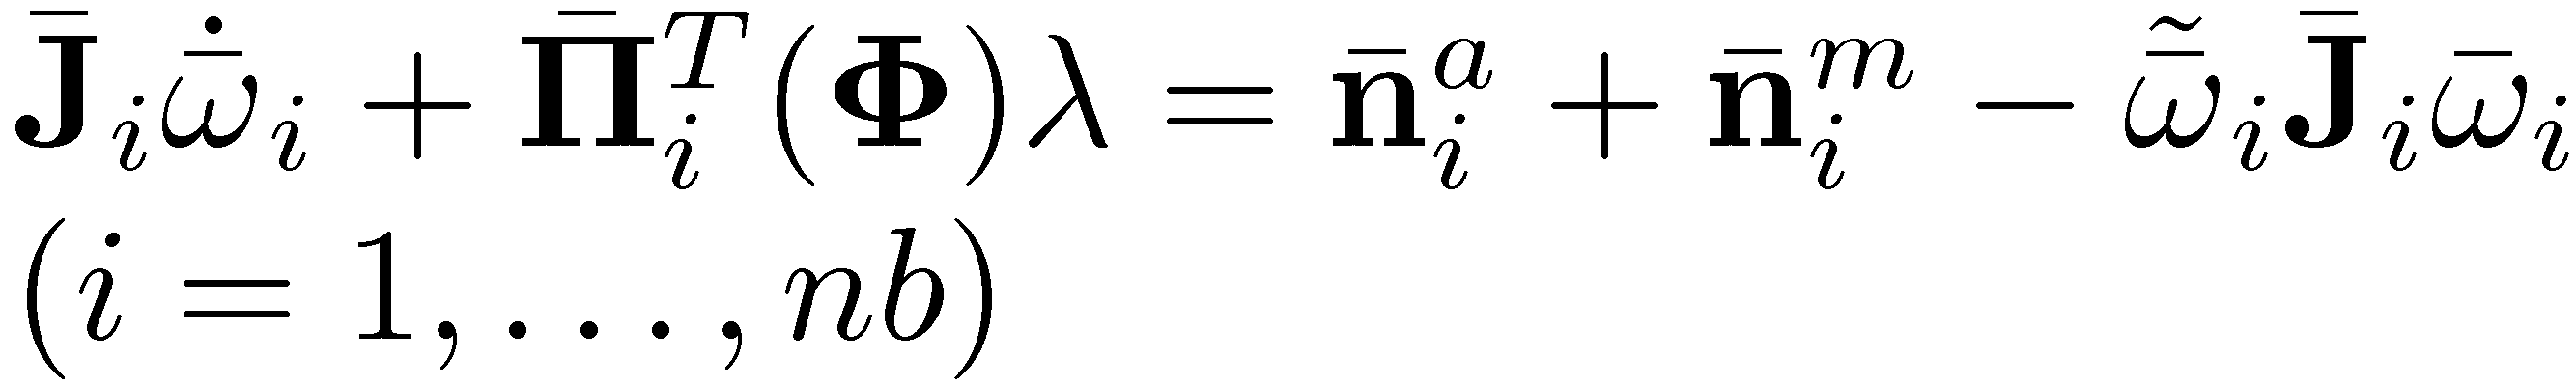 $\bar{\mathbf{J}}_i \dot{\bar{\omega}}_i + \bar{\mathbf{\Pi}}_i^T(\mathbf{\Phi})\lambda = \bar{\mathbf{n}}_i^a + \bar{\mathbf{n}}_i^m - \tilde{\bar{\omega}}_i \bar{\mathbf{J}}_i \bar{\omega}_i$
$(i = 1, \ldots, nb)$